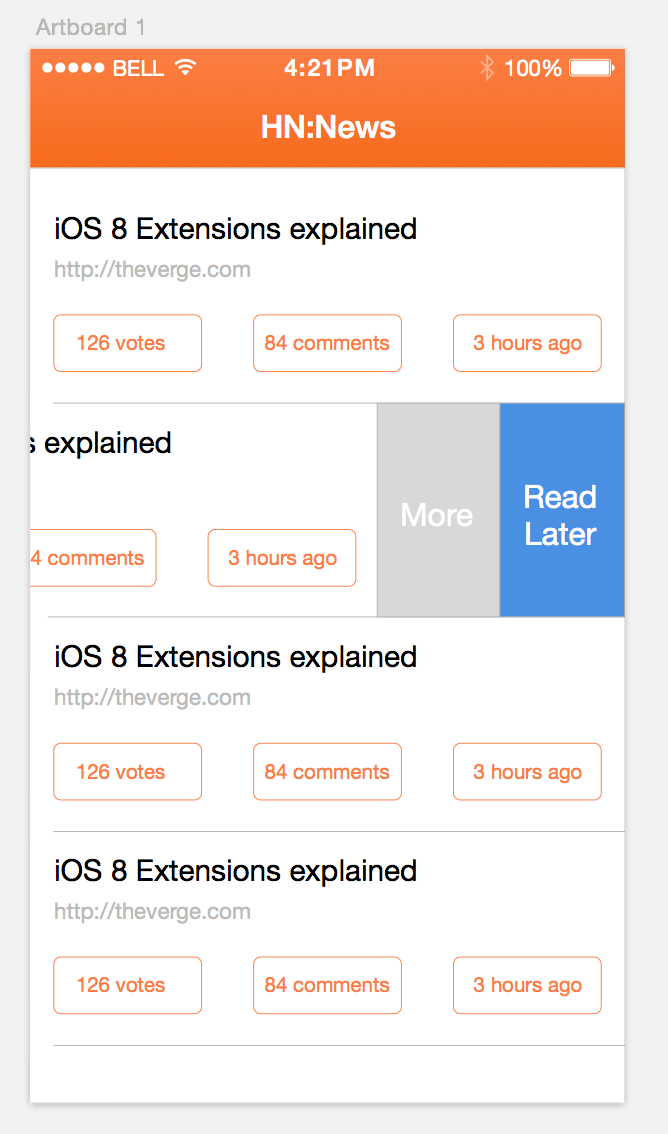 Artboard 1
BELL 4:21PM 100%
HN:News
iOS 8 Extensions explained
http://theverge.com
126 votes 84 comments 3 hours ago
s explained
More
Read
Later
4 comments 3 hours ago
iOS 8 Extensions explained
http://theverge.com
126 votes 84 comments 3 hours ago
iOS 8 Extensions explained
http://theverge.com
126 votes 84 comments 3 hours ago